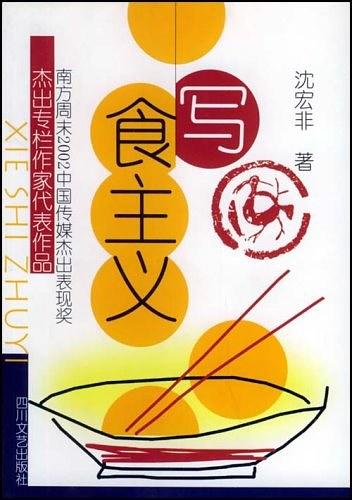 写
食主义
沈宏非 著
南方周末2002中国传媒杰出表现奖
杰出专栏作家代表作品
XIE SHI ZHUYI
四川文艺出版社